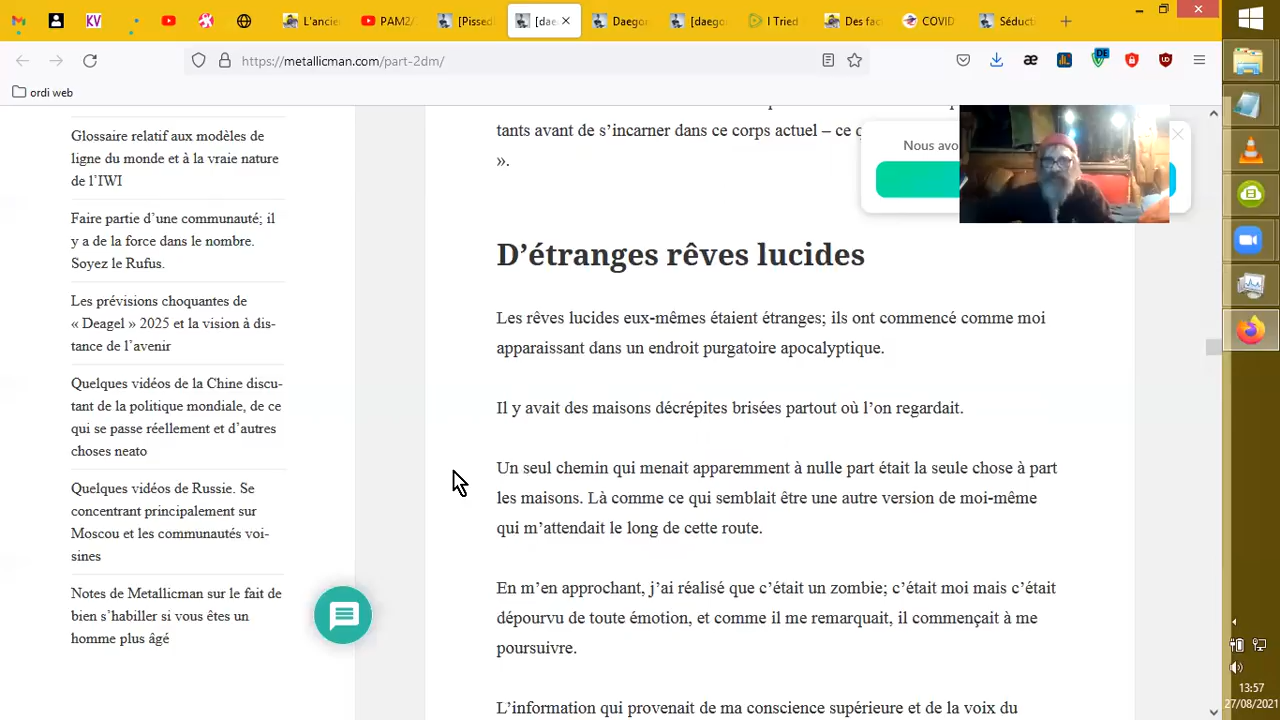 L'ancie
PAM2/
[Pissed
[dae
Daego
[daego
I Tried
Des fac
COVID
Séducti
https://metallicman.com/part-2dm/
ordi web
Glossaire relatif aux modèles de
ligne du monde et à la vraie nature
de l'IWI
Faire partie d'une communauté; il
y a de la force dans le nombre.
Soyez le Rufus.
Les prévisions choquantes de
« Deagel » 2025 et la vision à dis-
tance de l'avenir
Quelques vidéos de la Chine discu-
tant de la politique mondiale, de ce
qui se passe réellement et d'autres
choses neato
Quelques vidéos de Russie. Se
concentrant principalement sur
Moscou et les communautés voi-
sines
Notes de Metallicman sur le fait de
bien s'habiller si vous êtes un
homme plus âgé
tants avant de s'incarner dans ce corps actuel – ce q
».
Nous avo
D'étranges rêves lucides
Les rêves lucides eux-mêmes étaient étranges; ils ont commencé comme moi
apparaissant dans un endroit purgatoire apocalyptique.
Il y avait des maisons décrépites brisées partout où l'on regardait.
Un seul chemin qui menait apparemment à nulle part était la seule chose à part
les maisons. Là comme ce qui semblait être une autre version de moi-même
qui m'attendait le long de cette route.
En m'en approchant, j'ai réalisé que c'était un zombie; c'était moi mais c'était
dépourvu de toute émotion, et comme il me remarquait, il commençait à me
poursuivre.
L'information qui provenait de ma conscience supérieure et de la voix du
13:57
27/08/2021